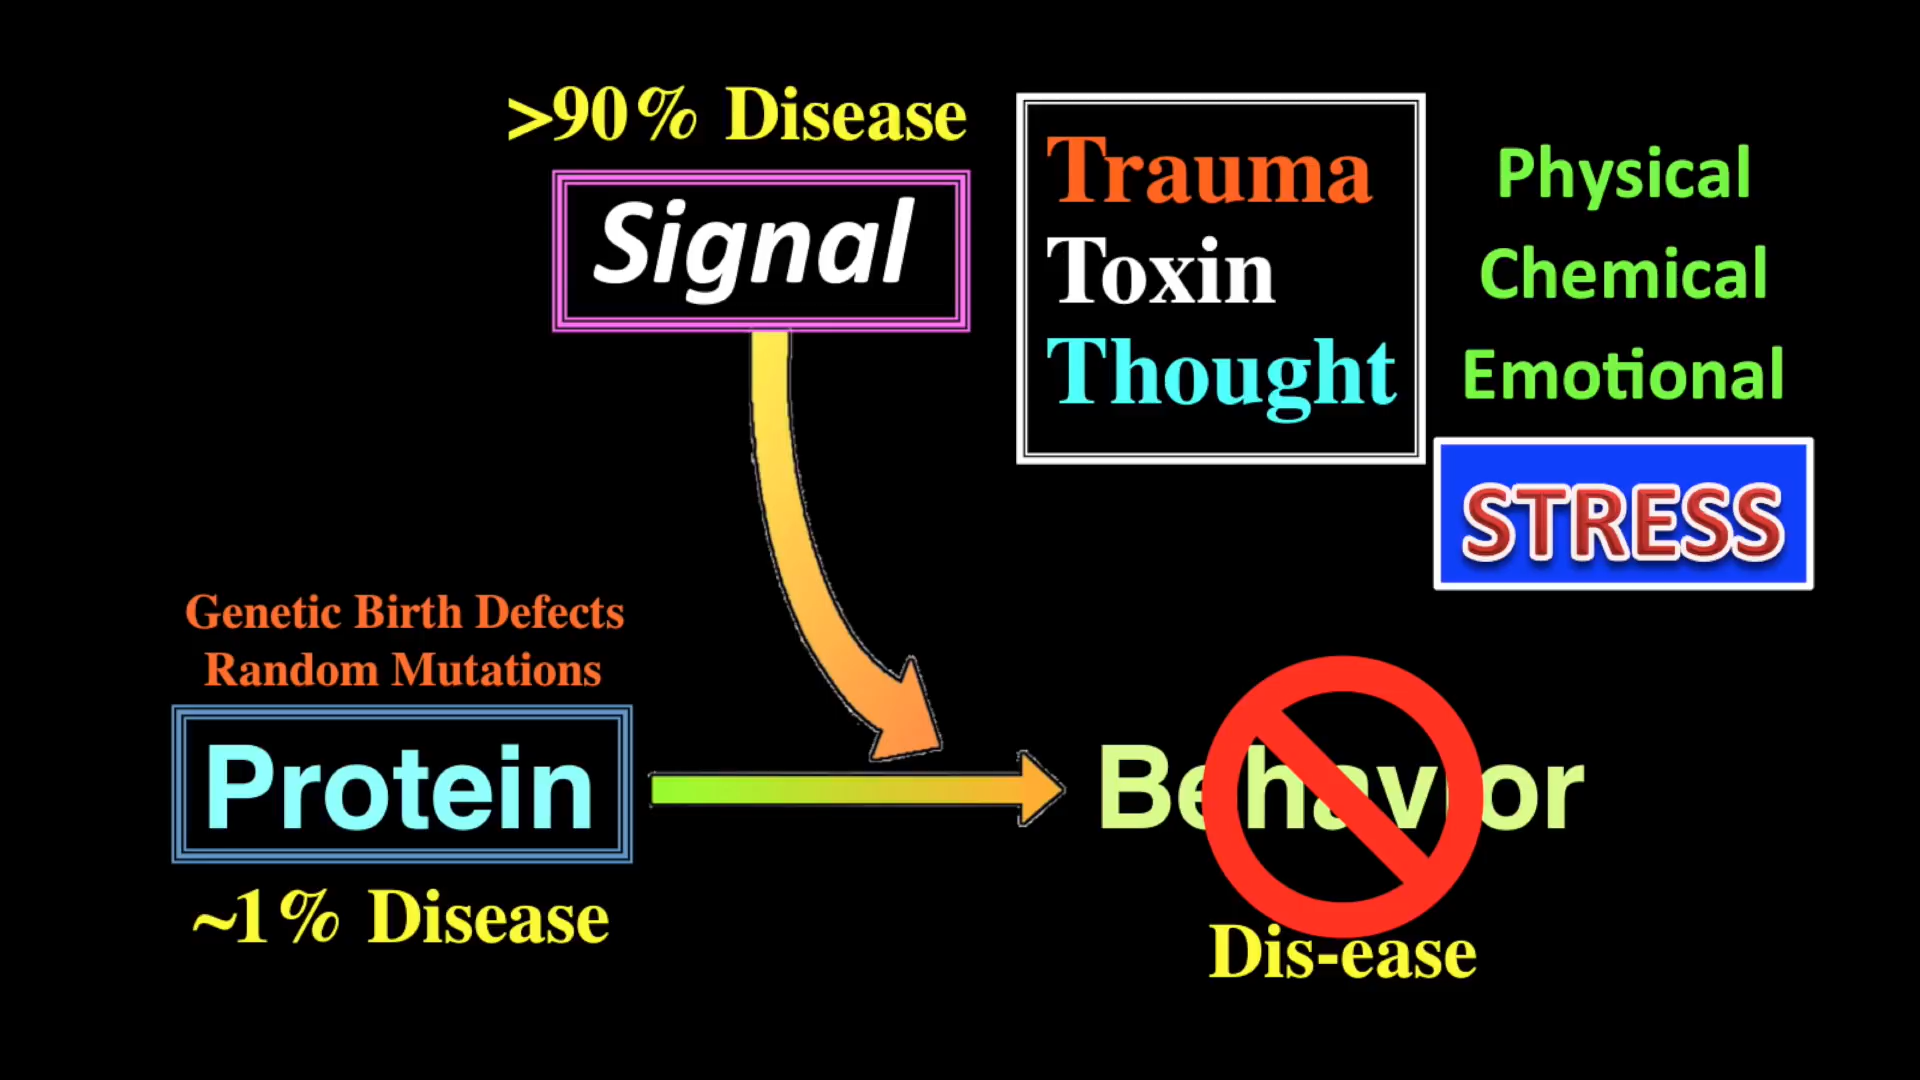 >90% Disease
Signal
Trauma
Toxin
Thought
Physical
Chemical
Emotional
STRESS
Genetic Birth Defects
Random Mutations
Protein
~1% Disease
Behavior
Dis-ease